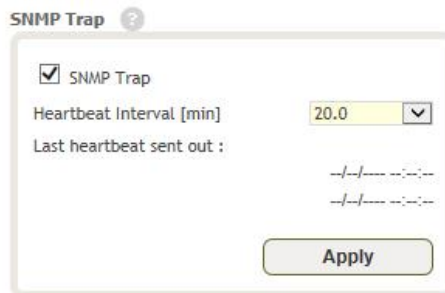 SNMP Trap ?
SNMP Trap
Heartbeat Interval [min] 20.0
Last heartbeat sent out :
--/--/---- --:--:--
--/--/---- --:--:--
Apply